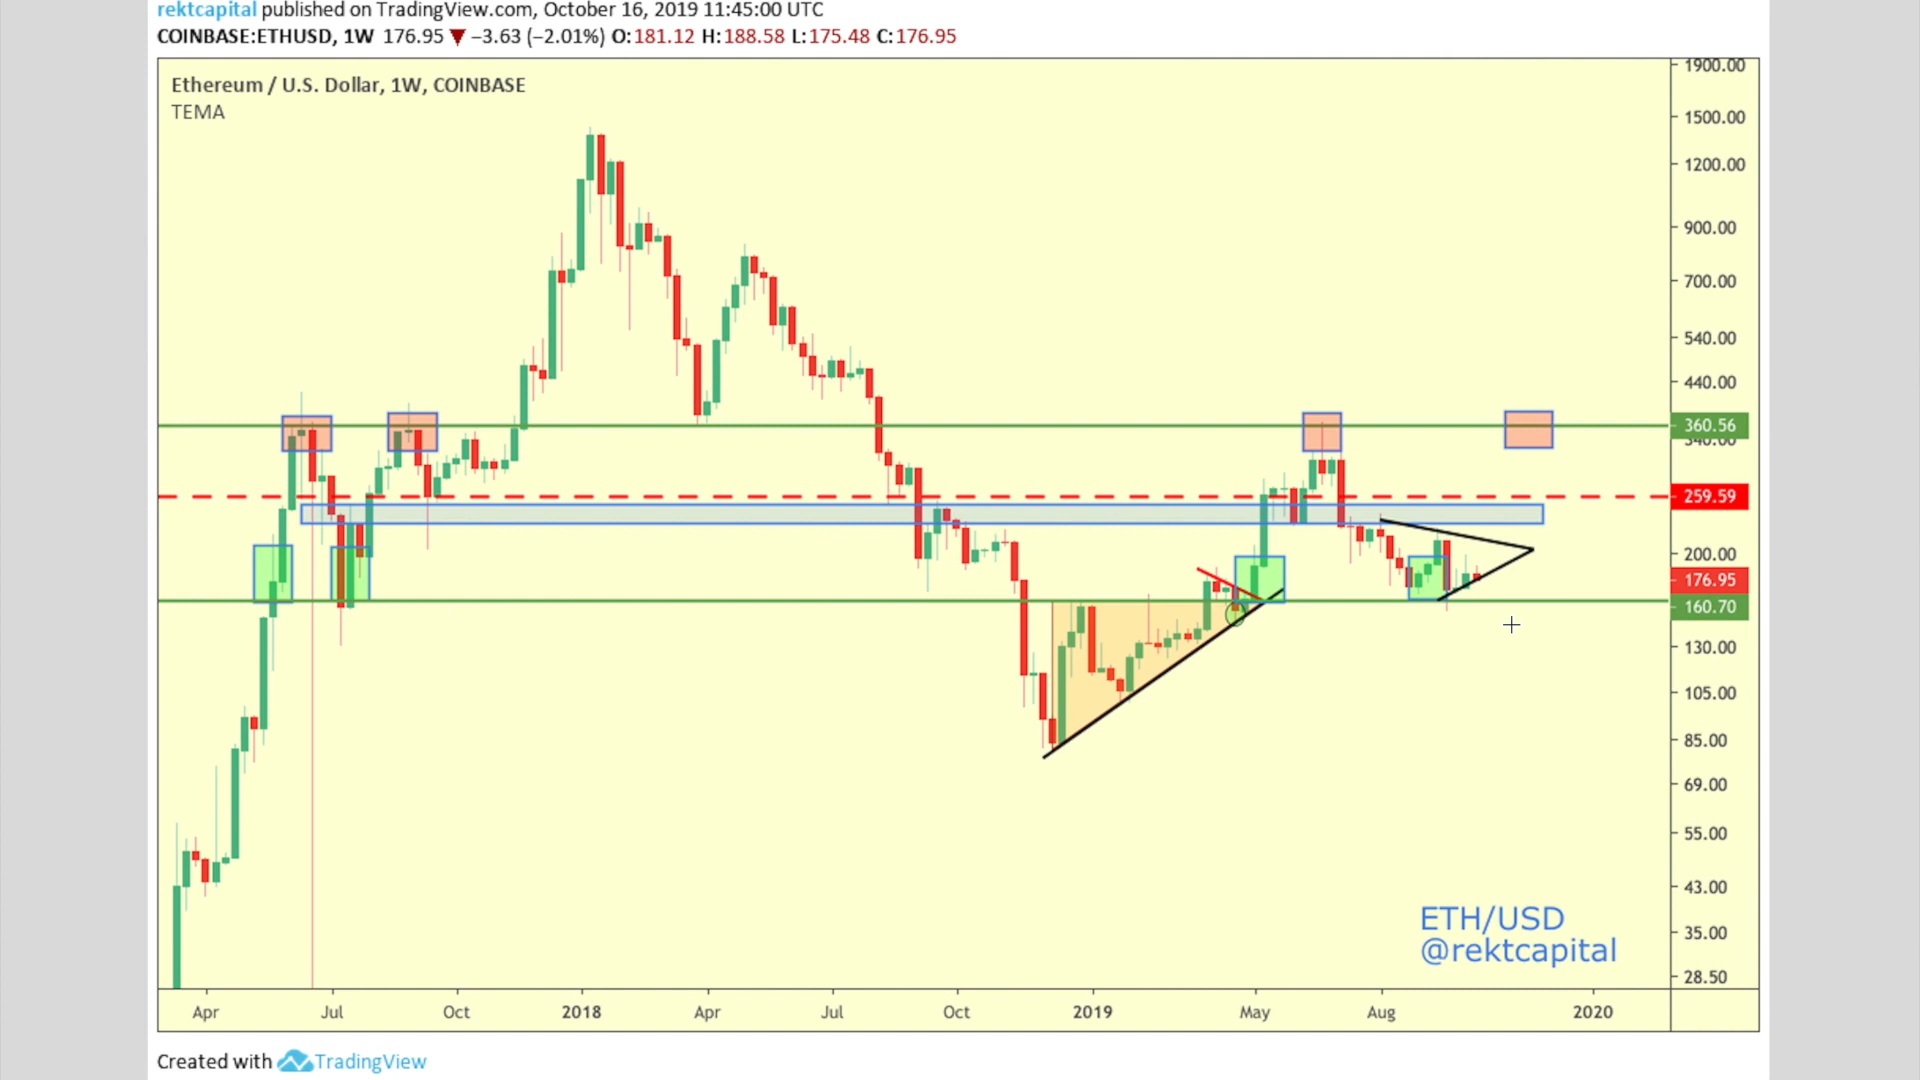 rektcapital published on TradingView.com, October 16, 2019 11:45:00 UTC
COINBASE:ETHUSD, 1W 176.95 ▼ −3.63 (−2.01%) O:181.12 H:188.58 L:175.48 C:176.95
Ethereum / U.S. Dollar, 1W, COINBASE
TEMA
1900.00
1500.00
1200.00
900.00
700.00
540.00
440.00
360.56
340.00
259.59
200.00
176.95
160.70
130.00
105.00
85.00
69.00
55.00
43.00
35.00
28.50
ETH/USD
@rektcapital
Apr Jul Oct 2018 Apr Jul Oct 2019 May Aug 2020
Created with TradingView